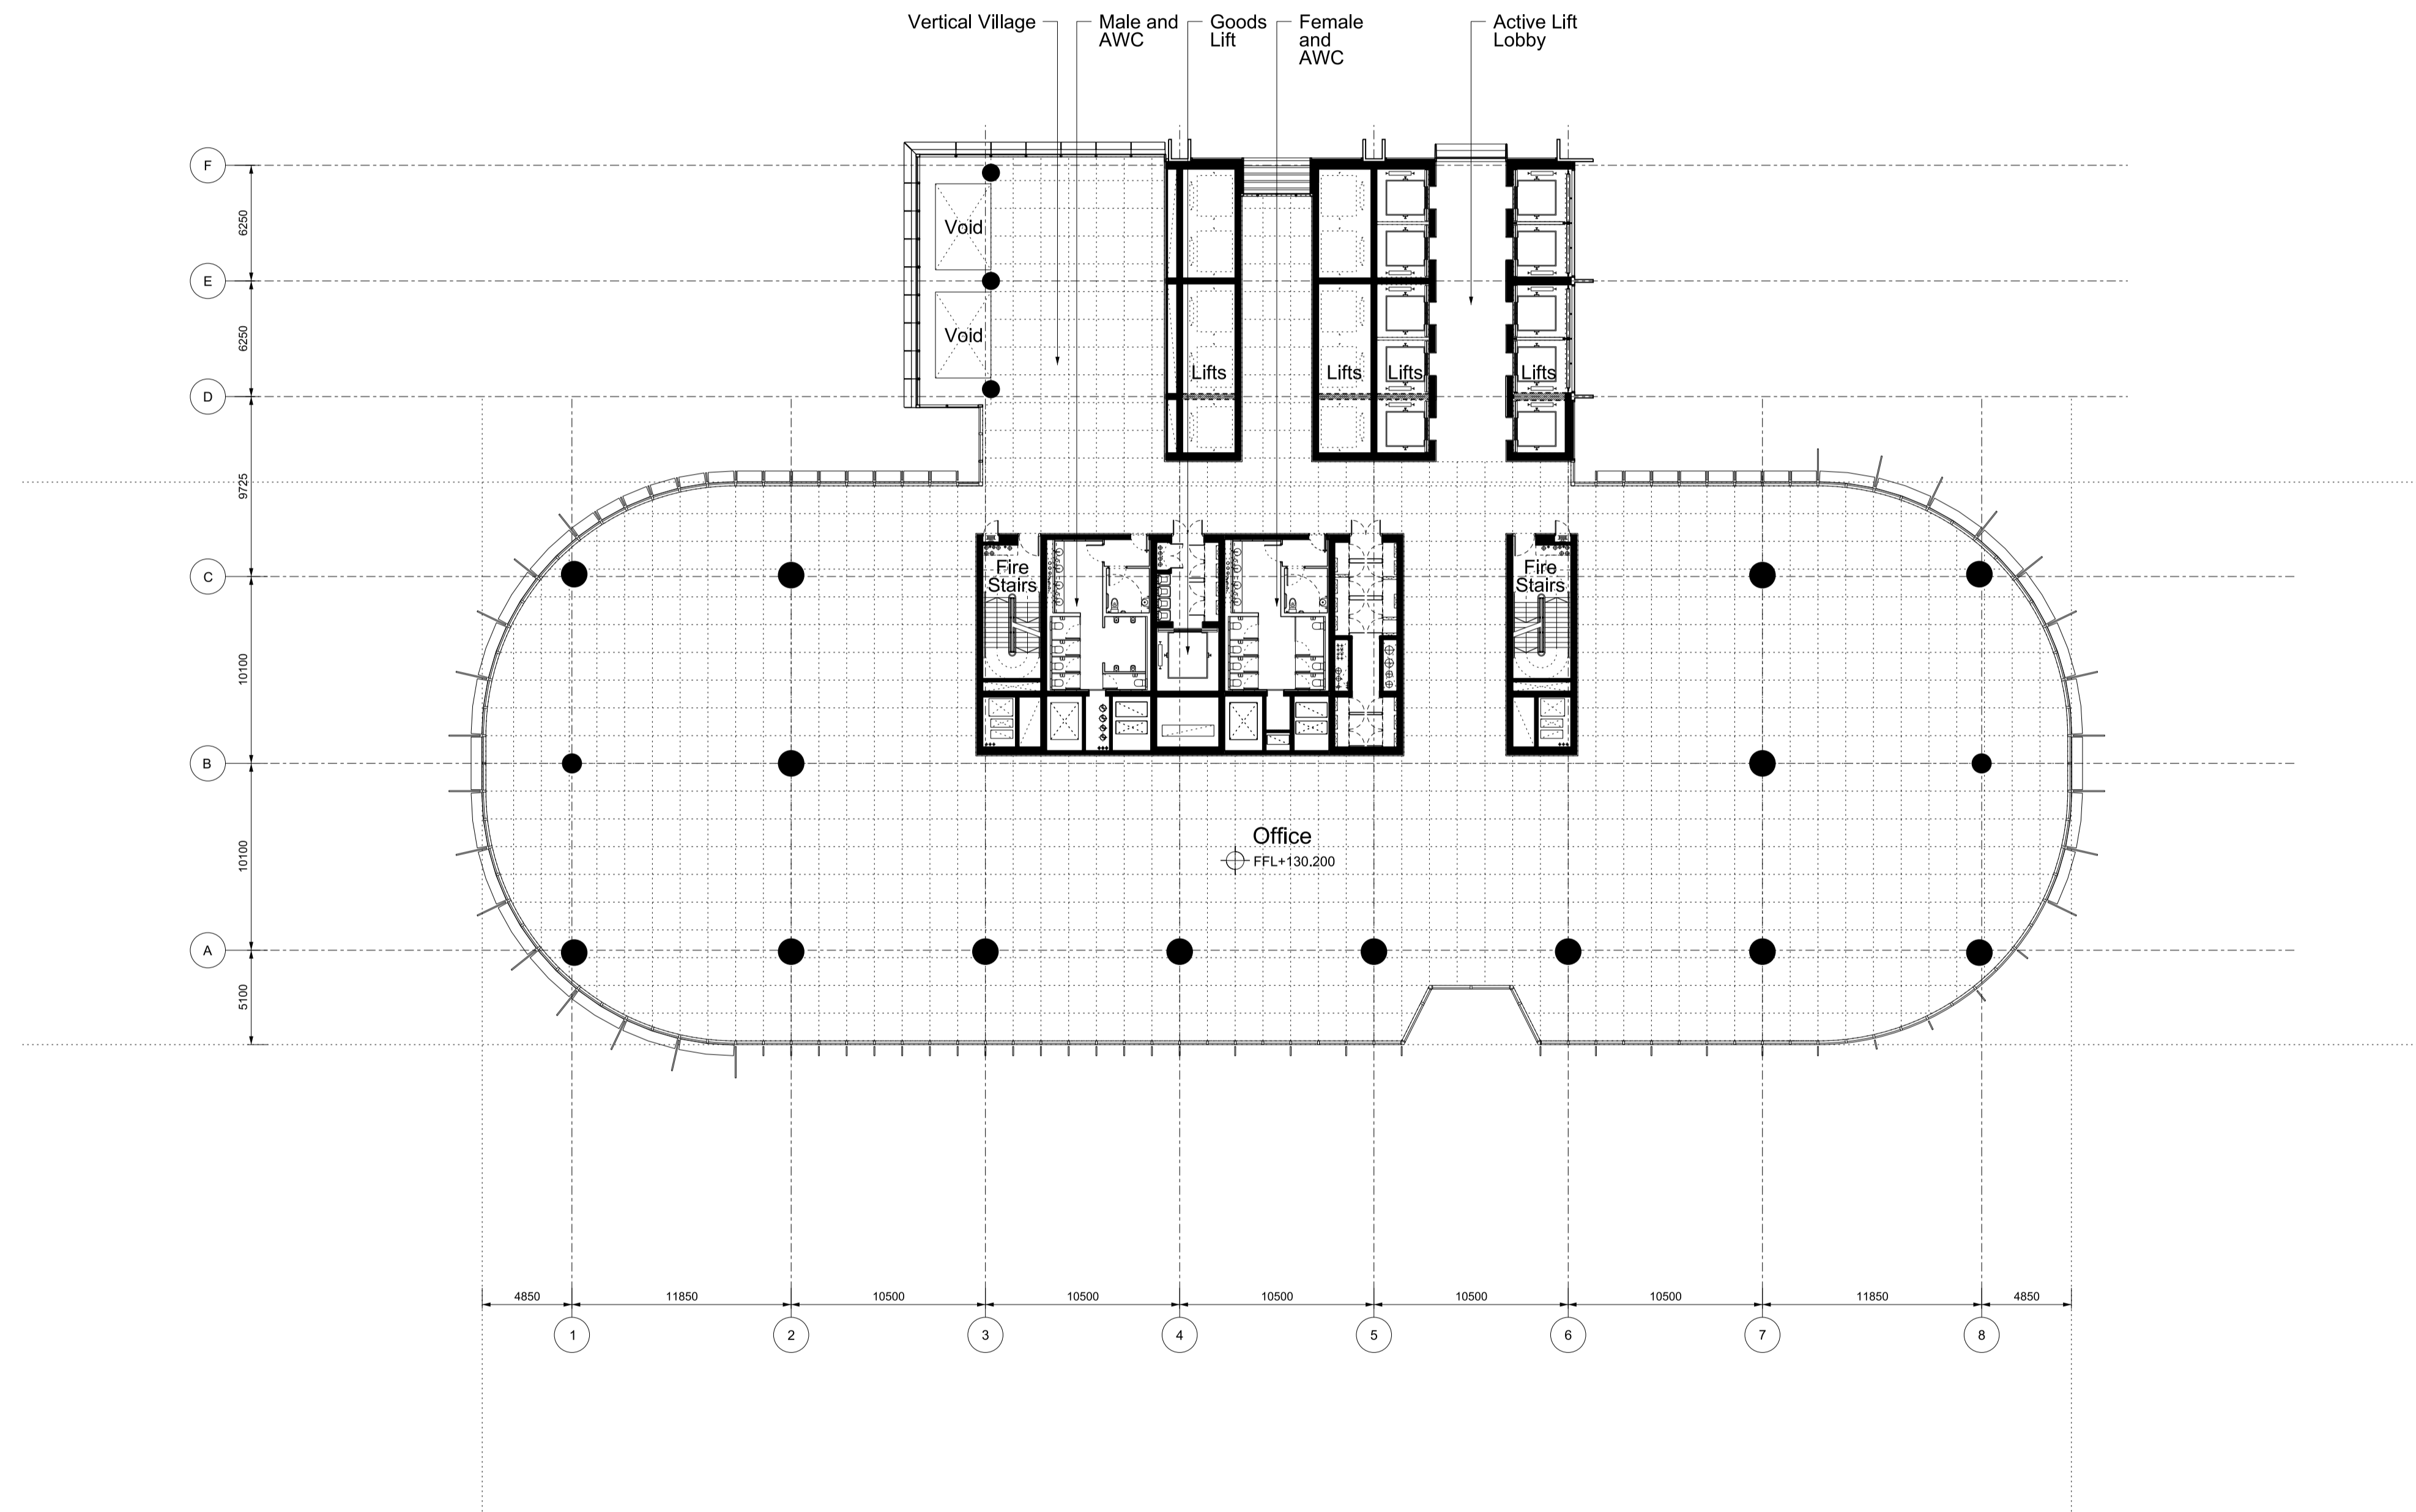 Vertical Village
Male and
AWC
Goods
Lift
Female
and
AWC
Active Lift
Lobby
F
6250
Void
E
6250
Void
Lifts
Lifts
Lifts
Lifts
D
9725
Fire
Stairs
Fire
Stairs
C
10100
B
10100
Office
FFL+130.200
A
5100
4850
11850
10500
10500
10500
10500
10500
11850
4850
1
2
3
4
5
6
7
8